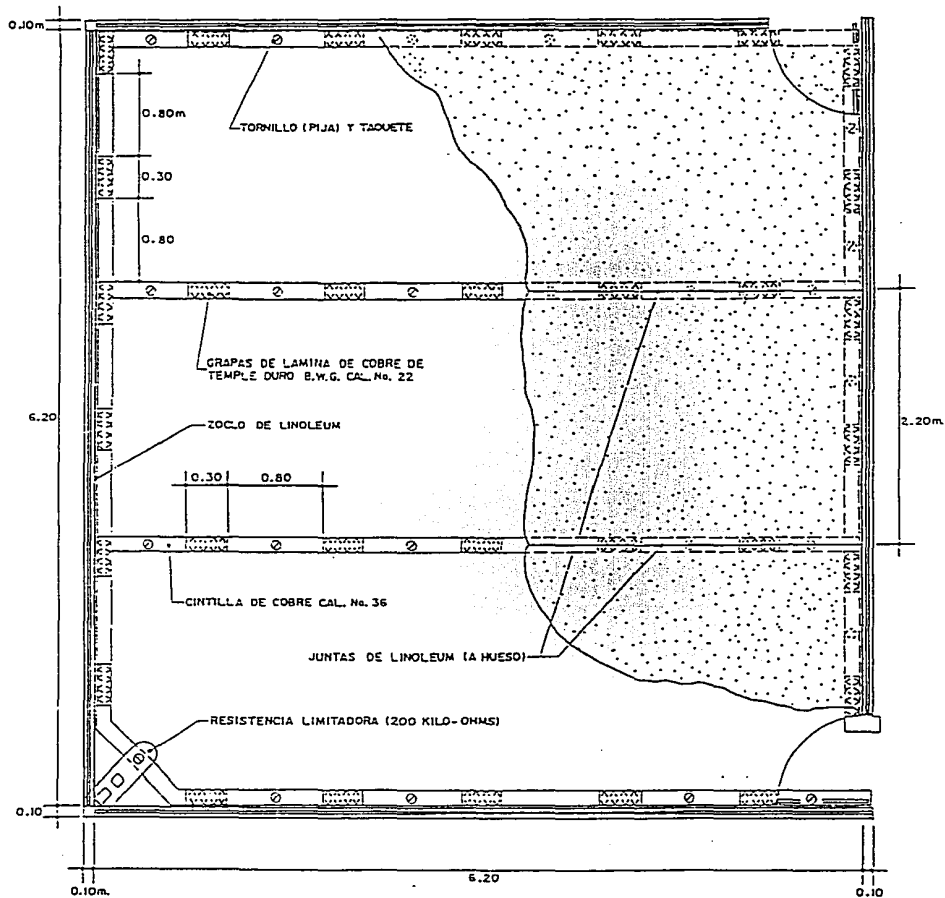 0.10m
0.80m
TORNILLO (PIJA) Y TAQUETE
0.30
0.80
GRAPAS DE LAMINA DE COBRE DE
TEMPLE DURO B.W.G. CAL. No. 22
6.20
2.20m.
ZOCLO DE LINOLEUM
0.30
0.80
CINTILLA DE COBRE CAL. No. 36
JUNTAS DE LINOLEUM (A HUESO)
RESISTENCIA LIMITADORA (200 KILO-OHMS)
0.10
6.20
0.10m.
0.10